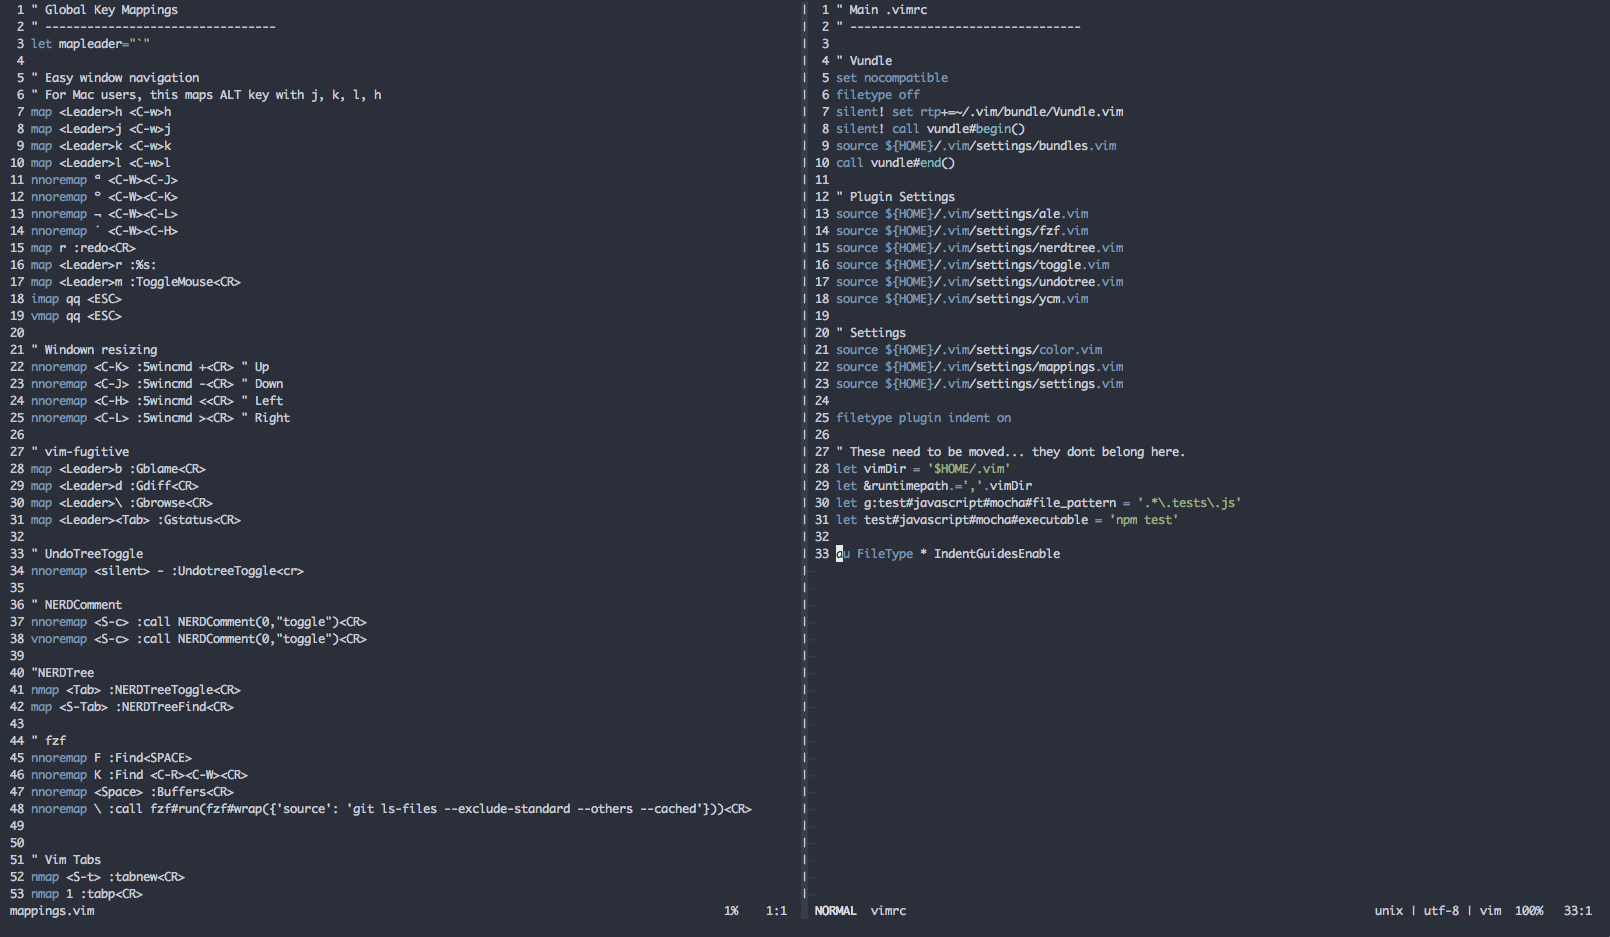 1 " Global Key Mappings
2 " ---------------------------------
3 let mapleader="`"
4
5 " Easy window navigation
6 " For Mac users, this maps ALT key with j, k, l, h
7 map <Leader>h <C-w>h
8 map <Leader>j <C-w>j
9 map <Leader>k <C-w>k
10 map <Leader>l <C-w>l
11 nnoremap ª <C-W><C-J>
12 nnoremap º <C-W><C-K>
13 nnoremap ¬ <C-W><C-L>
14 nnoremap ˙ <C-W><C-H>
15 map r :redo<CR>
16 map <Leader>r :%s:
17 map <Leader>m :ToggleMouse<CR>
18 imap qq <ESC>
19 vmap qq <ESC>
20
21 " Windown resizing
22 nnoremap <C-K> :5wincmd +<CR> " Up
23 nnoremap <C-J> :5wincmd -<CR> " Down
24 nnoremap <C-H> :5wincmd <<CR> " Left
25 nnoremap <C-L> :5wincmd ><CR> " Right
26
27 " vim-fugitive
28 map <Leader>b :Gblame<CR>
29 map <Leader>d :Gdiff<CR>
30 map <Leader>\ :Gbrowse<CR>
31 map <Leader><Tab> :Gstatus<CR>
32
33 " UndoTreeToggle
34 nnoremap <silent> - :UndotreeToggle<cr>
35
36 " NERDComment
37 nnoremap <S-c> :call NERDComment(0,"toggle")<CR>
38 vnoremap <S-c> :call NERDComment(0,"toggle")<CR>
39
40 "NERDTree
41 nmap <Tab> :NERDTreeToggle<CR>
42 map <S-Tab> :NERDTreeFind<CR>
43
44 " fzf
45 nnoremap F :Find<SPACE>
46 nnoremap K :Find <C-R><C-W><CR>
47 nnoremap <Space> :Buffers<CR>
48 nnoremap \ :call fzf#run(fzf#wrap({'source': 'git ls-files --exclude-standard --others --cached'}))<CR>
49
50
51 " Vim Tabs
52 nmap <S-t> :tabnew<CR>
53 nmap 1 :tabp<CR>
mappings.vim 1% 1:1
1 " Main .vimrc
2 " ---------------------------------
3
4 " Vundle
5 set nocompatible
6 filetype off
7 silent! set rtp+=~/.vim/bundle/Vundle.vim
8 silent! call vundle#begin()
9 source ${HOME}/.vim/settings/bundles.vim
10 call vundle#end()
11
12 " Plugin Settings
13 source ${HOME}/.vim/settings/ale.vim
14 source ${HOME}/.vim/settings/fzf.vim
15 source ${HOME}/.vim/settings/nerdtree.vim
16 source ${HOME}/.vim/settings/toggle.vim
17 source ${HOME}/.vim/settings/undotree.vim
18 source ${HOME}/.vim/settings/ycm.vim
19
20 " Settings
21 source ${HOME}/.vim/settings/color.vim
22 source ${HOME}/.vim/settings/mappings.vim
23 source ${HOME}/.vim/settings/settings.vim
24
25 filetype plugin indent on
26
27 " These need to be moved... they dont belong here.
28 let vimDir = '$HOME/.vim'
29 let &runtimepath.=','.vimDir
30 let g:test#javascript#mocha#file_pattern = '.*\.tests\.js'
31 let test#javascript#mocha#executable = 'npm test'
32
33 au FileType * IndentGuidesEnable
NORMAL vimrc unix | utf-8 | vim 100% 33:1